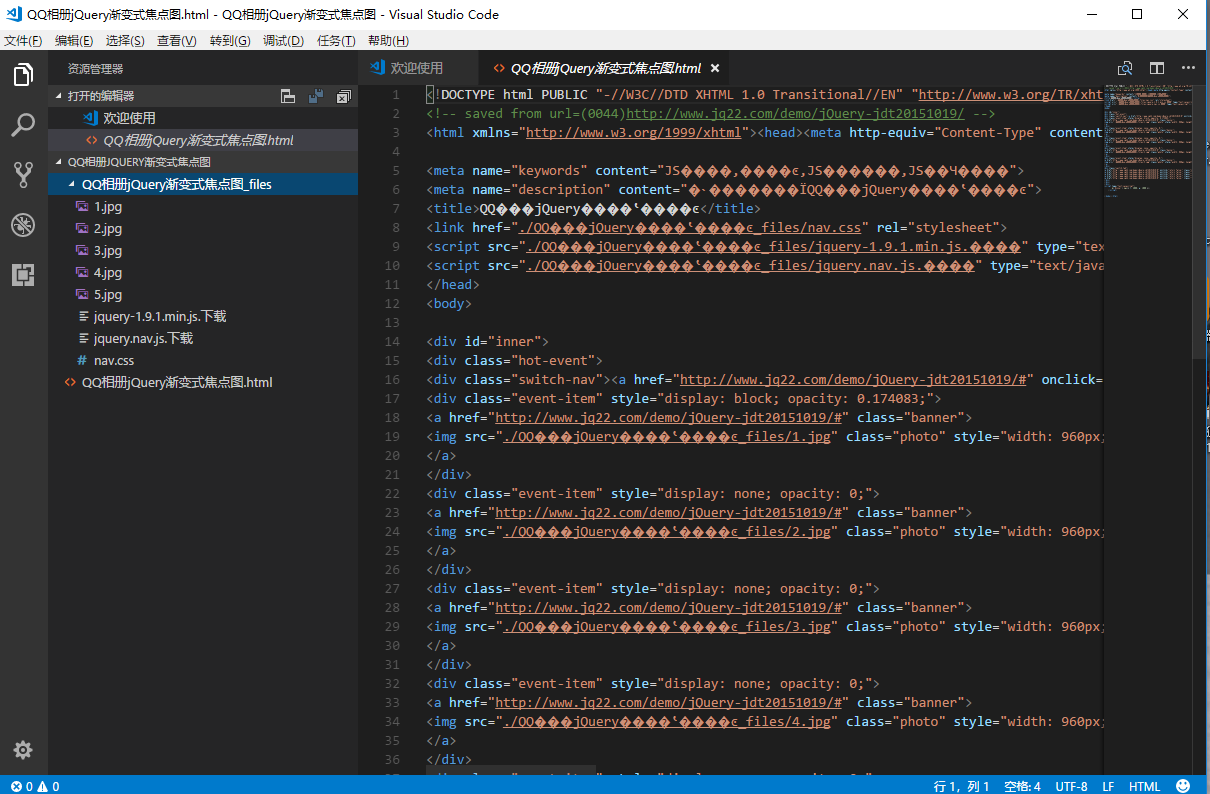 QQ相册jQuery渐变式焦点图.html - QQ相册jQuery渐变式焦点图 - Visual Studio Code
文件(F) 编辑(E) 选择(S) 查看(V) 转到(G) 调试(D) 任务(T) 帮助(H)
资源管理器
打开的编辑器
欢迎使用
QQ相册jQuery渐变式焦点图.html
QQ相册JQUERY渐变式焦点图
QQ相册jQuery渐变式焦点图_files
1.jpg
2.jpg
3.jpg
4.jpg
5.jpg
jquery-1.9.1.min.js.下载
jquery.nav.js.下载
nav.css
QQ相册jQuery渐变式焦点图.html
欢迎使用 QQ相册jQuery渐变式焦点图.html
1 <!DOCTYPE html PUBLIC "-//W3C//DTD XHTML 1.0 Transitional//EN" "http://www.w3.org/TR/xht
2 <!-- saved from url=(0044)http://www.jq22.com/demo/jQuery-jdt20151019/ -->
3 <html xmlns="http://www.w3.org/1999/xhtml"><head><meta http-equiv="Content-Type" content
4
5 <meta name="keywords" content="JS����,����ͼ,JS������,JS��Ч����">
6 <meta name="description" content="�˵�������ΪQQ���jQuery����ʽ����ͼ">
7 <title>QQ���jQuery����ʽ����ͼ</title>
8 <link href="./QQ���jQuery����ʽ����ͼ_files/nav.css" rel="stylesheet">
9 <script src="./QQ���jQuery����ʽ����ͼ_files/jquery-1.9.1.min.js.����" type="tex
10 <script src="./QQ���jQuery����ʽ����ͼ_files/jquery.nav.js.����" type="text/java
11 </head>
12 <body>
13
14 <div id="inner">
15 <div class="hot-event">
16 <div class="switch-nav"><a href="http://www.jq22.com/demo/jQuery-jdt20151019/#" onclick=
17 <div class="event-item" style="display: block; opacity: 0.174083;">
18 <a href="http://www.jq22.com/demo/jQuery-jdt20151019/#" class="banner">
19 <img src="./QQ���jQuery����ʽ����ͼ_files/1.jpg" class="photo" style="width: 960px;
20 </a>
21 </div>
22 <div class="event-item" style="display: none; opacity: 0;">
23 <a href="http://www.jq22.com/demo/jQuery-jdt20151019/#" class="banner">
24 <img src="./QQ���jQuery����ʽ����ͼ_files/2.jpg" class="photo" style="width: 960px;
25 </a>
26 </div>
27 <div class="event-item" style="display: none; opacity: 0;">
28 <a href="http://www.jq22.com/demo/jQuery-jdt20151019/#" class="banner">
29 <img src="./QQ���jQuery����ʽ����ͼ_files/3.jpg" class="photo" style="width: 960px;
30 </a>
31 </div>
32 <div class="event-item" style="display: none; opacity: 0;">
33 <a href="http://www.jq22.com/demo/jQuery-jdt20151019/#" class="banner">
34 <img src="./QQ���jQuery����ʽ����ͼ_files/4.jpg" class="photo" style="width: 960px;
35 </a>
36 </div>
0 0 行 1，列 1 空格: 4 UTF-8 LF HTML